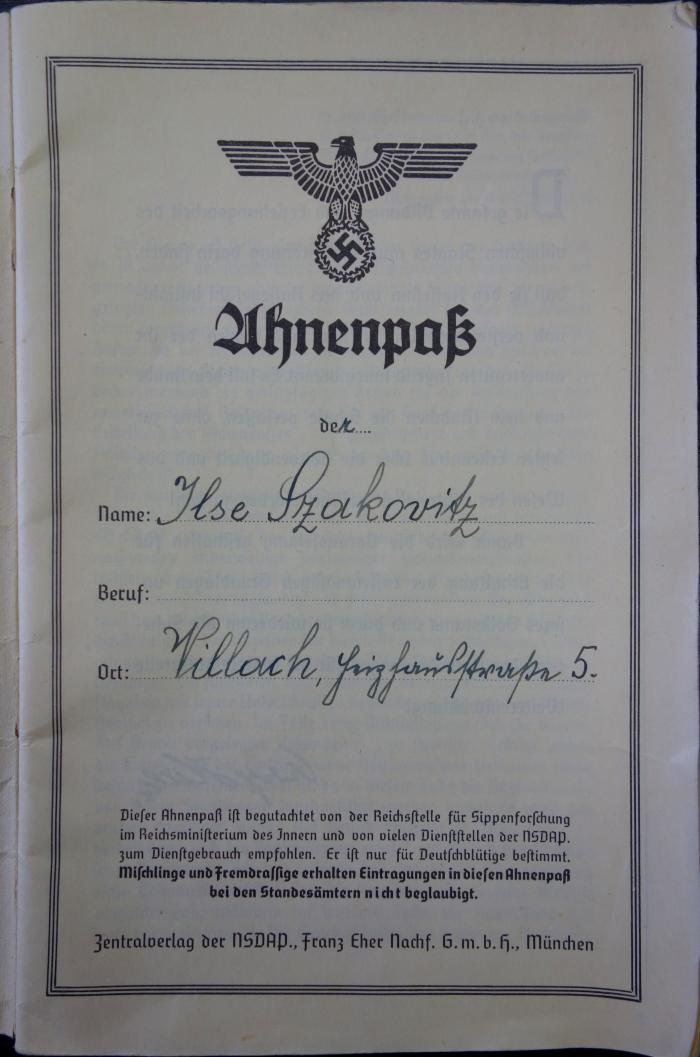 Ahnenpaß
der....
Name: Ilse Szakovitz
Beruf:
Ort: Villach, Heizhausstraße 5.
Dieser Ahnenpaß ist begutachtet von der Reichsstelle für Sippenforschung
im Reichsministerium des Innern und von vielen Dienststellen der NSDAP.
zum Dienstgebrauch empfohlen. Er ist nur für Deutschblütige bestimmt.
Mischlinge und Fremdrassige erhalten Eintragungen in diesen Ahnenpaß
bei den Standesämtern nicht beglaubigt.
Zentralverlag der NSDAP., Franz Eher Nachf. G.m.b.H., München